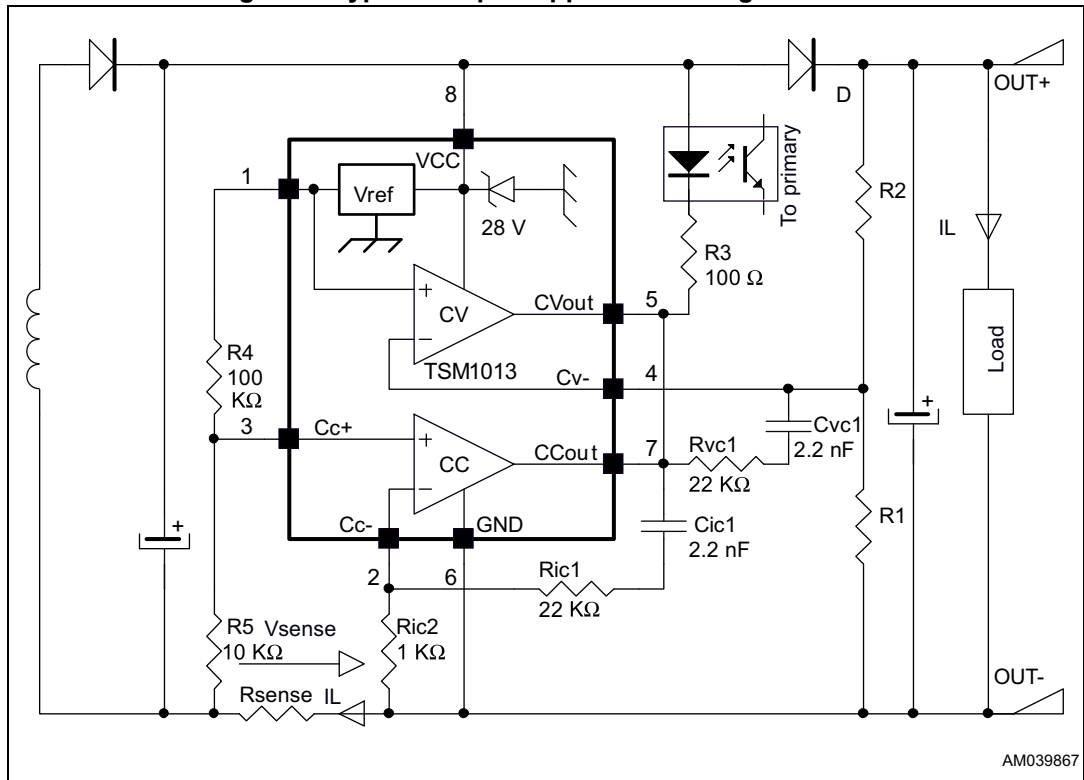 D
OUT+
8
VCC
1
Vref
28 V
To primary
R2
IL
R3
100 Ω
CVout
5
+
CV
−
TSM1013
R4
100
KΩ
Cv-
4
Load
+
3
Cc+
+
CC
−
CCout
7
Rvc1
22 KΩ
Cvc1
2.2 nF
Cc-
GND
Cic1
2.2 nF
R1
+
2
6
Ric1
22 KΩ
R5
10 KΩ
Vsense
Ric2
1 KΩ
Rsense
IL
OUT-
AM039867